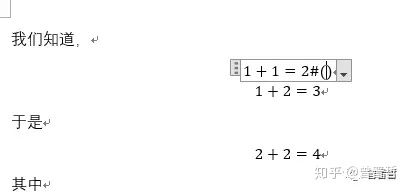 我们知道，
1 + 1 = 2#()
1 + 2 = 3
于是
2 + 2 = 4
其中
知乎